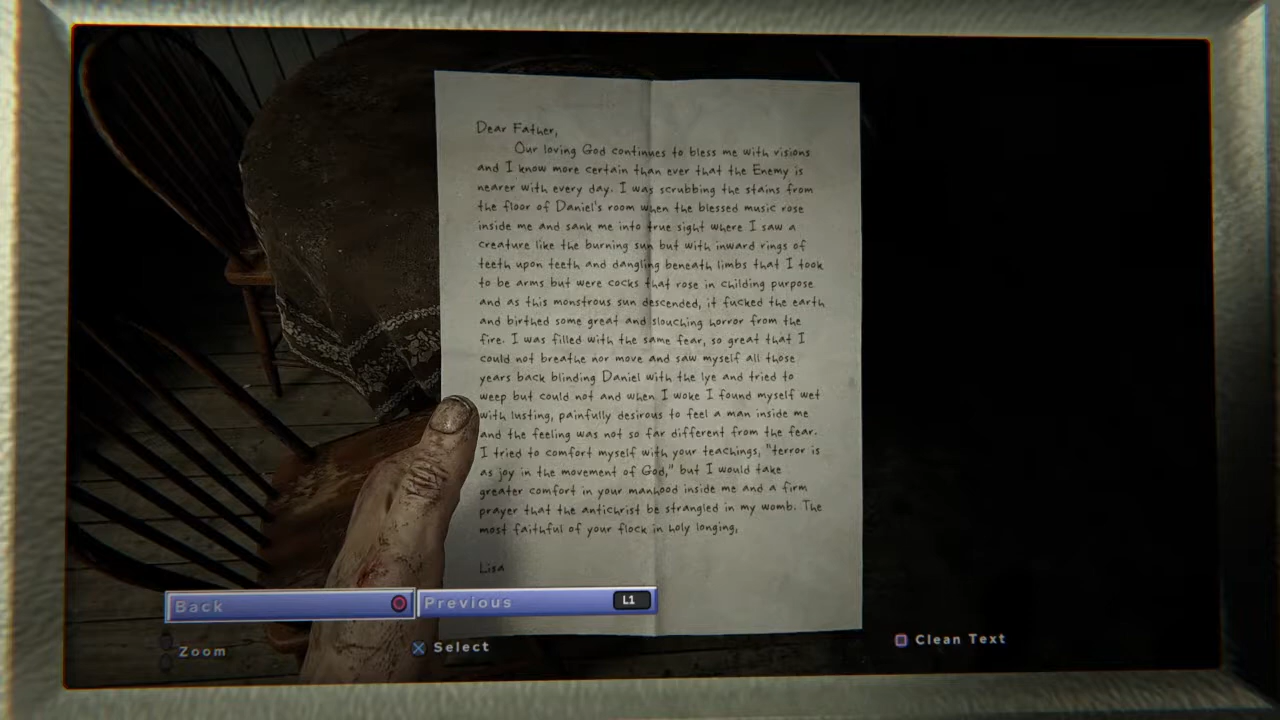 Dear Father,
Our loving God continues to bless me with visions
and I know more certain than ever that the Enemy is
nearer with every day. I was scrubbing the stains from
the floor of Daniel's room when the blessed music rose
inside me and sank me into true sight where I saw a
creature like the burning sun but with inward rings of
teeth upon teeth and dangling beneath limbs that I took
to be arms but were cocks that rose in childing purpose
and as this monstrous sun descended, it fucked the earth
and birthed some great and slouching horror from the
fire. I was filled with the same fear, so great that I
could not breathe nor move and saw myself all those
years back blinding Daniel with the lye and tried to
weep but could not and when I woke I found myself wet
with lusting, painfully desirous to feel a man inside me
and the feeling was not so far different from the fear.
I tried to comfort myself with your teachings, "terror is
as joy in the movement of God," but I would take
greater comfort in your manhood inside me and a firm
prayer that the antichrist be strangled in my womb. The
most faithful of your flock in holy longing,
Lisa
Back
Previous L1
Zoom
Select
Clean Text